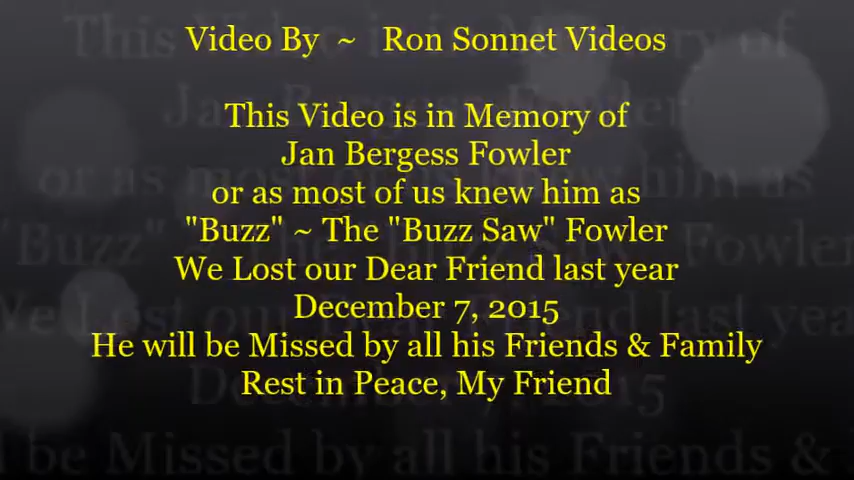 Video By ~ Ron Sonnet Videos
This Video is in Memory of
Jan Bergess Fowler
or as most of us knew him as
"Buzz" ~ The "Buzz Saw" Fowler
We Lost our Dear Friend last year
December 7, 2015
He will be Missed by all his Friends & Family
Rest in Peace, My Friend